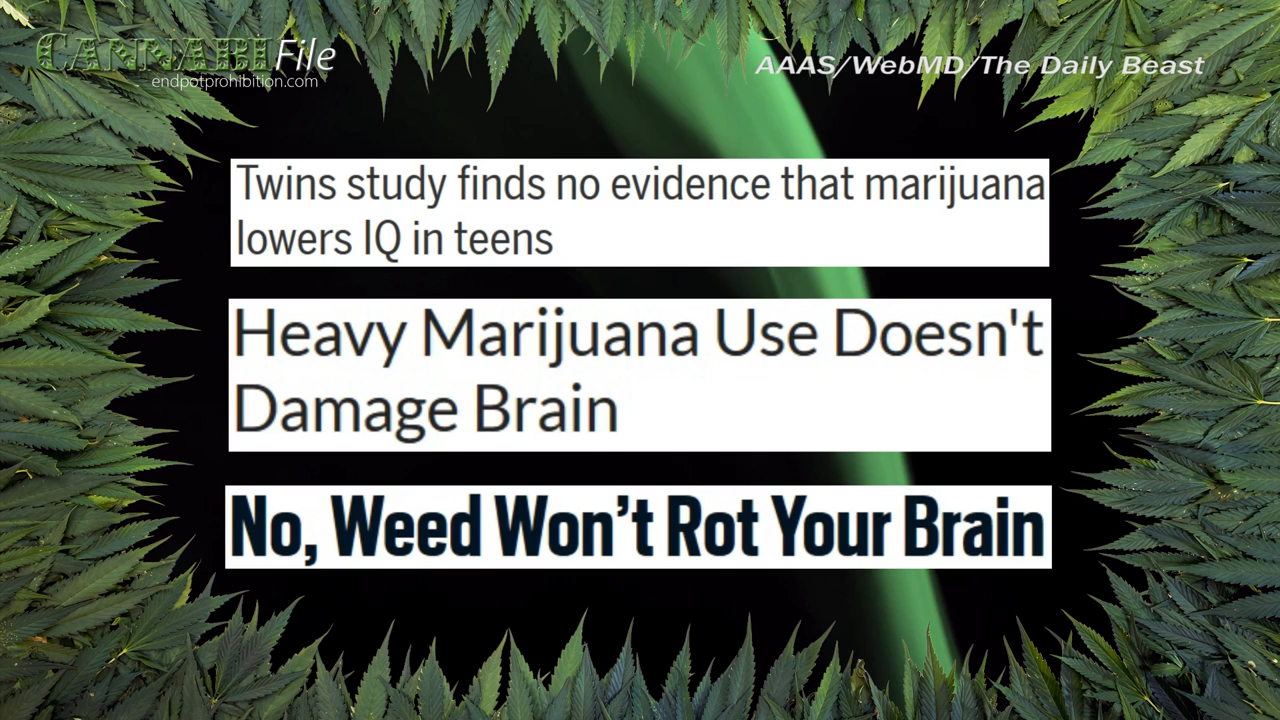 CANNABIFile
endpotprohibition.com
AAAS/WebMD/The Daily Beast
Twins study finds no evidence that marijuana
lowers IQ in teens
Heavy Marijuana Use Doesn't
Damage Brain
No, Weed Won’t Rot Your Brain